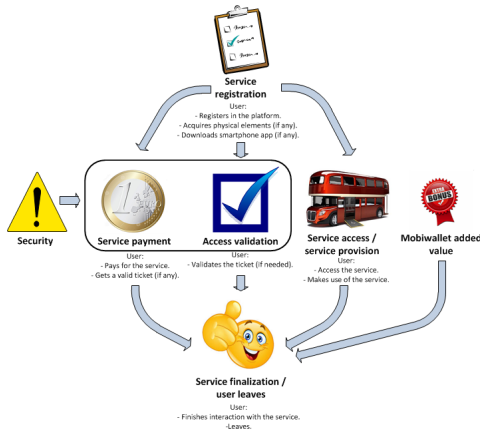 Service
registration
User:
- Registers in the platform.
- Acquires physical elements (if any).
- Downloads smartphone app (if any).
Security
Service payment
User:
- Pays for the service.
- Gets a valid ticket (if any).
Access validation
User:
- Validates the ticket (if needed).
Service access /
service provision
User:
- Access the service.
- Makes use of the service.
BONUS
Mobiwallet added
value
Service finalization /
user leaves
User:
- Finishes interaction with the service.
-Leaves.